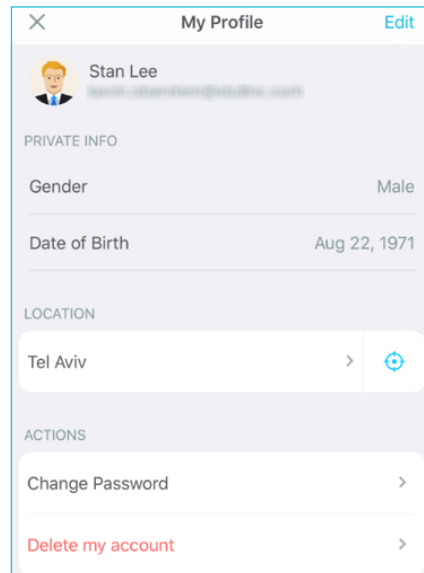 My Profile
Edit
Stan Lee
PRIVATE INFO
Gender
Male
Date of Birth
Aug 22, 1971
LOCATION
Tel Aviv
ACTIONS
Change Password
Delete my account